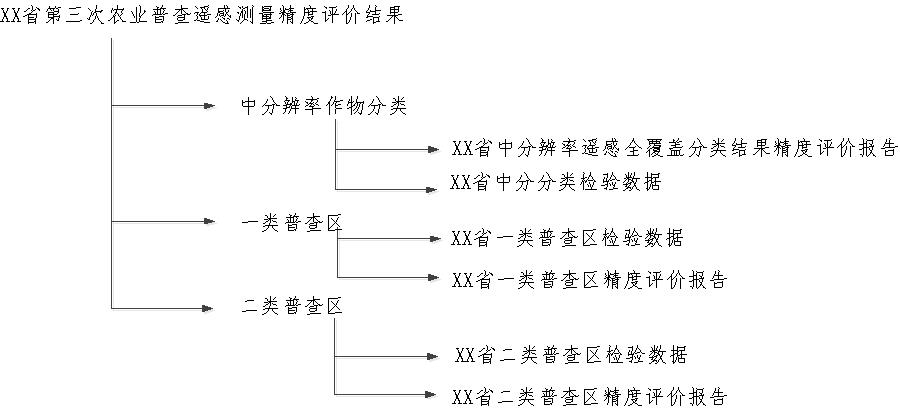 XX省第三次农业普查遥感测量精度评价结果
中分辨率作物分类
XX省中分辨率遥感全覆盖分类结果精度评价报告
XX省中分分类检验数据
一类普查区
XX省一类普查区检验数据
XX省一类普查区精度评价报告
二类普查区
XX省二类普查区检验数据
XX省二类普查区精度评价报告